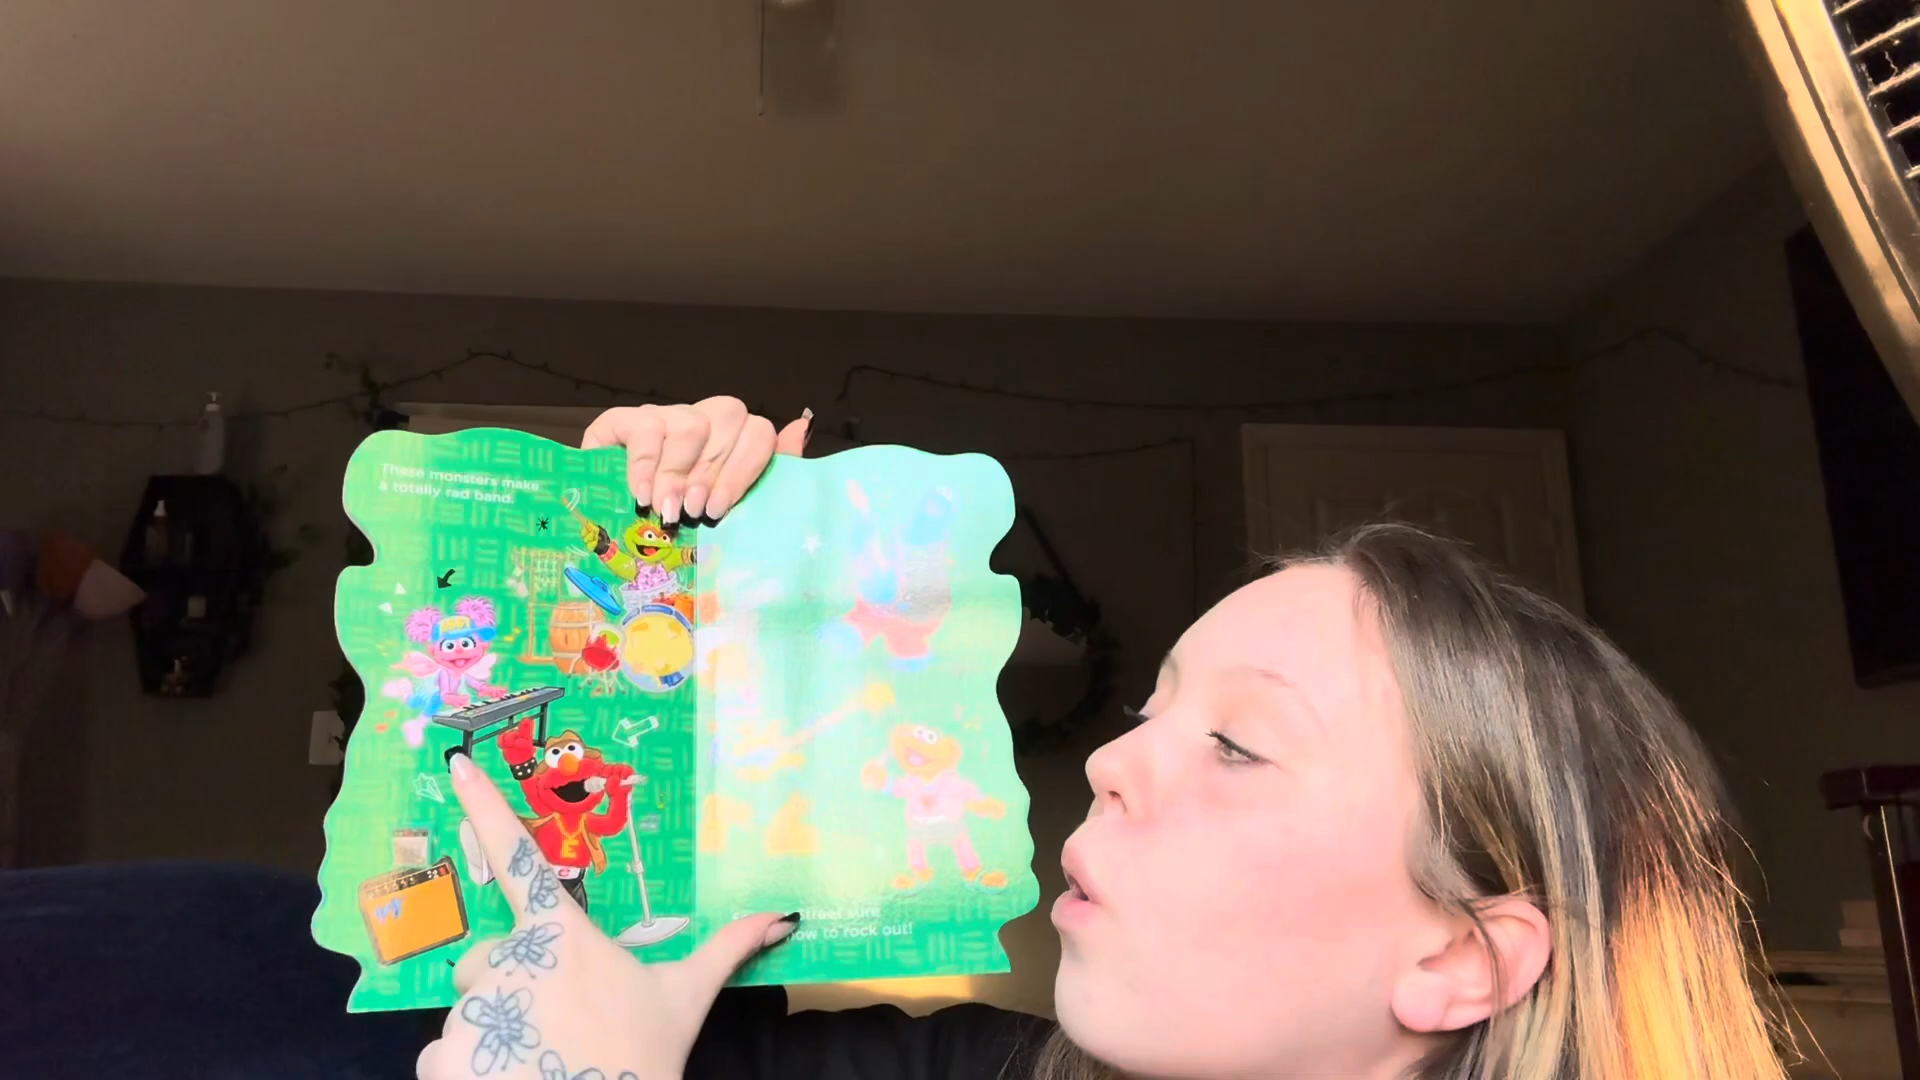 These monsters make
a totally rad band.
E
street sure
how to rock out!